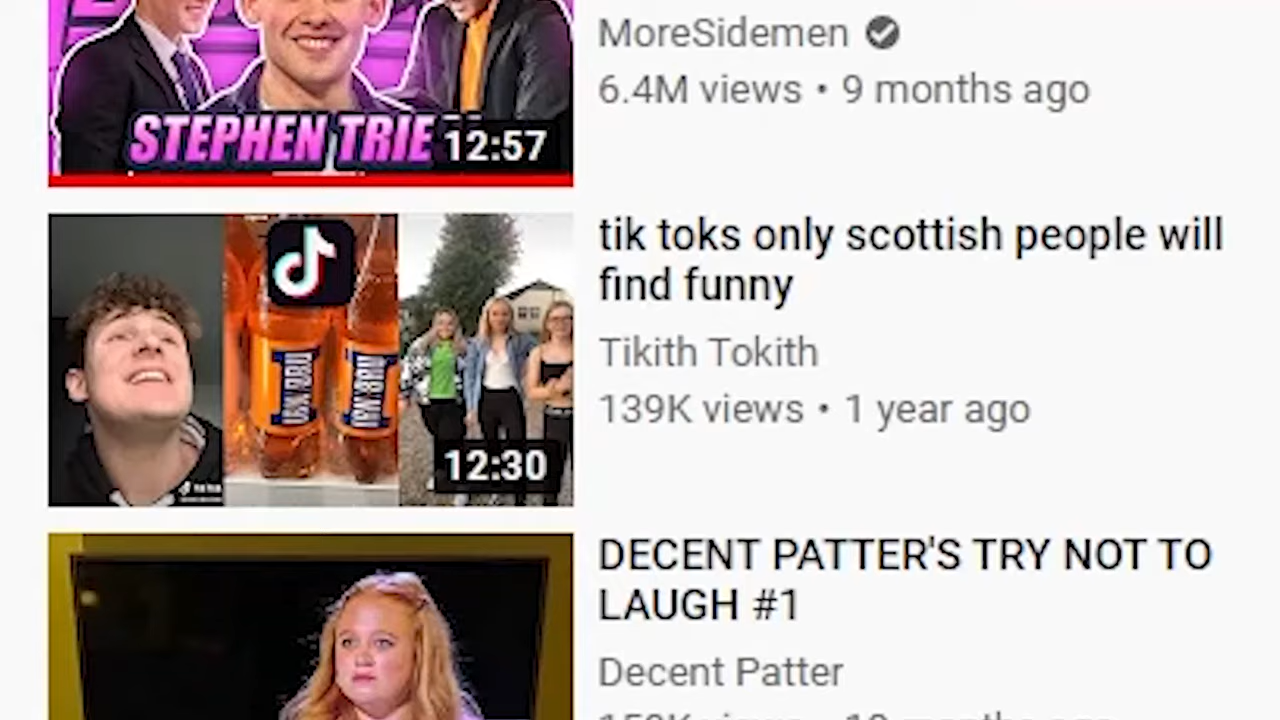 MoreSidemen
6.4M views • 9 months ago
STEPHEN TRIE
12:57
tik toks only scottish people will
find funny
Tikith Tokith
139K views • 1 year ago
IRN-BRU
IRN-BRU
12:30
DECENT PATTER'S TRY NOT TO
LAUGH #1
Decent Patter